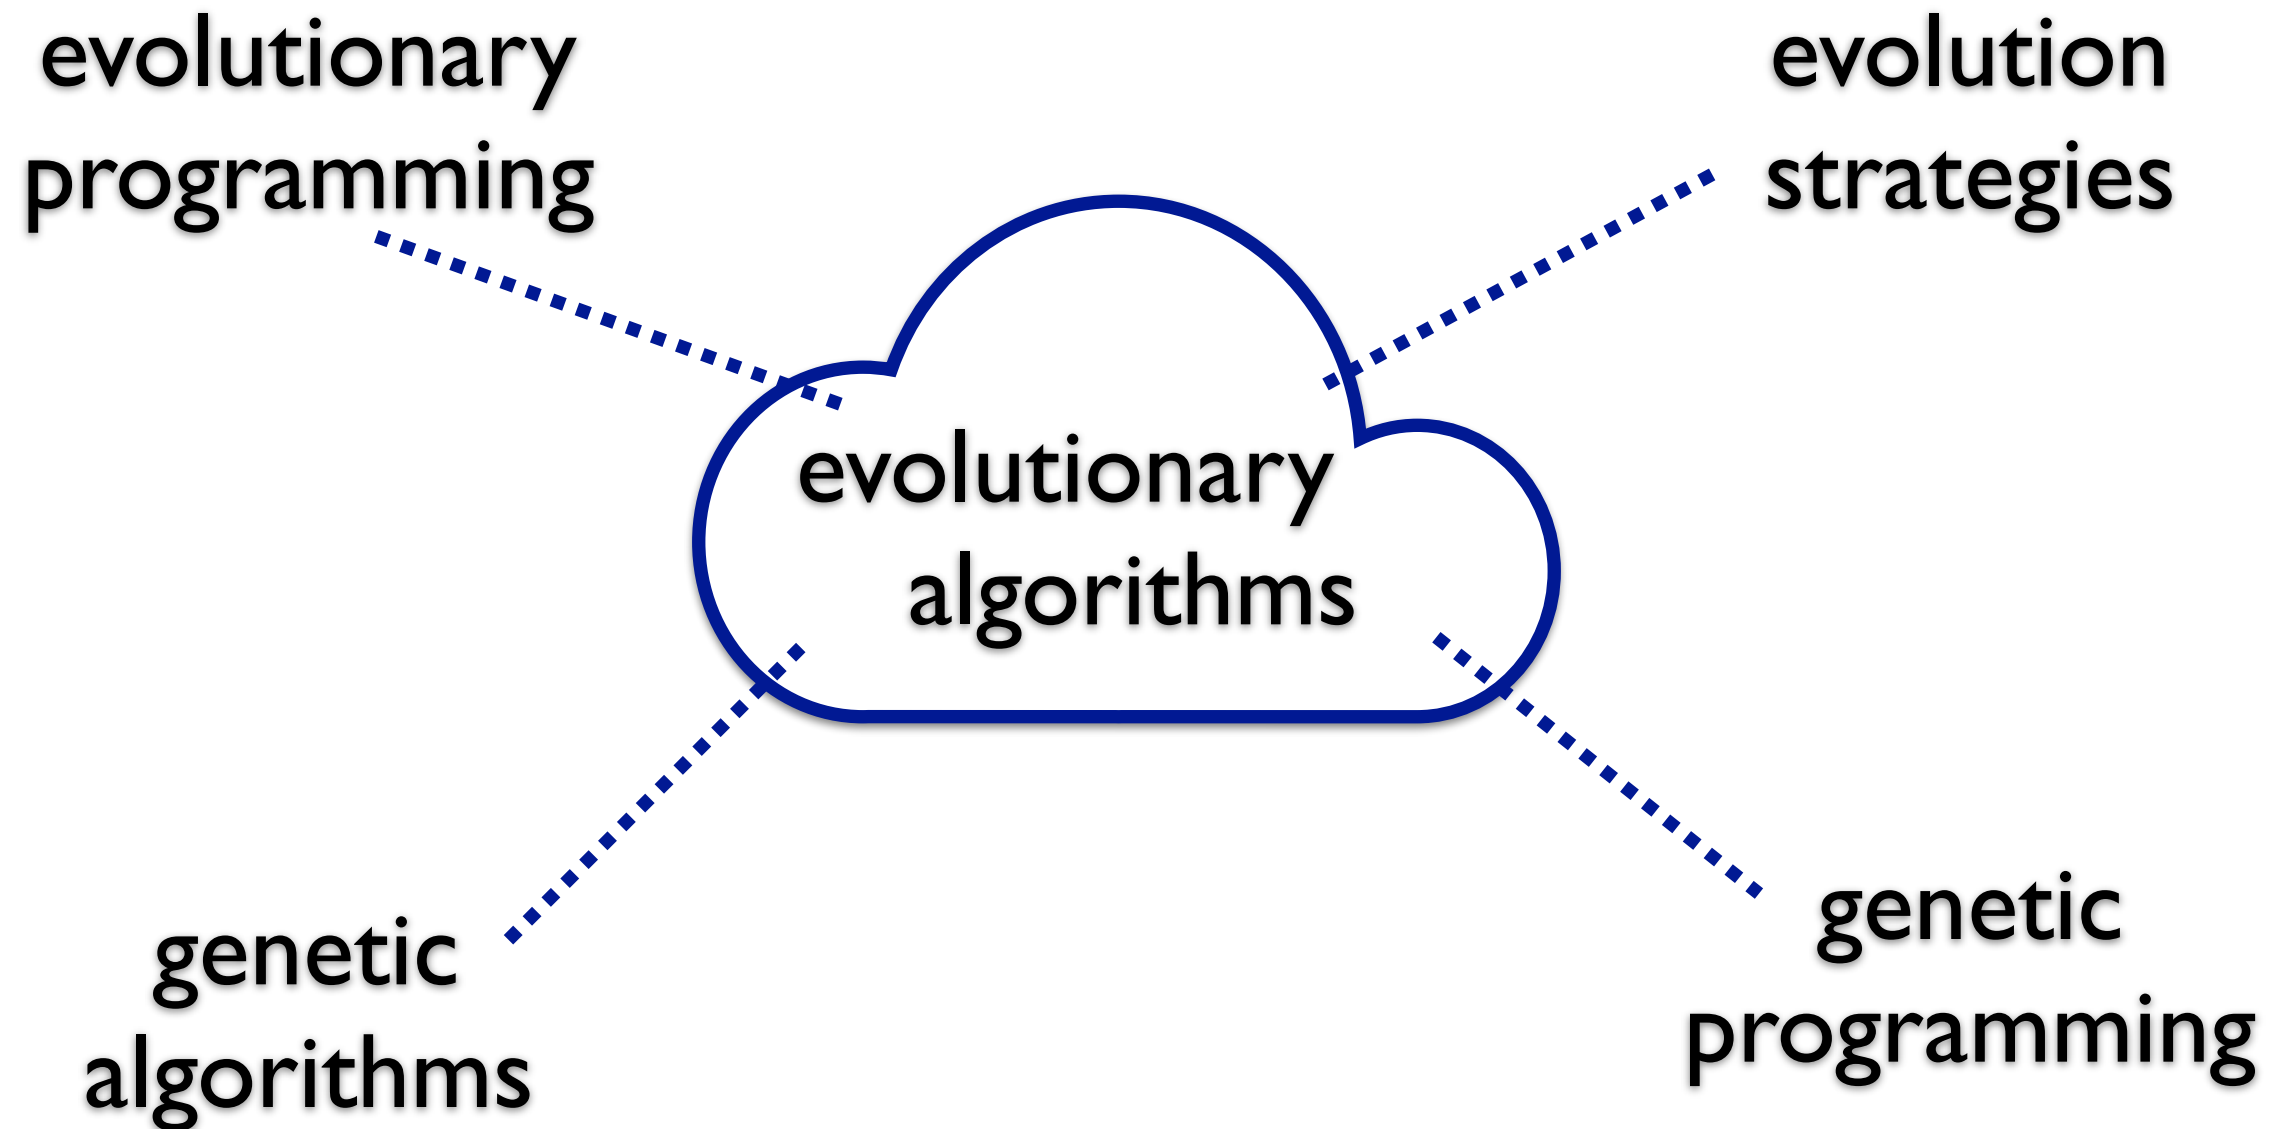 evolutionary
programming
evolution
strategies
evolutionary
algorithms
genetic
algorithms
genetic
programming